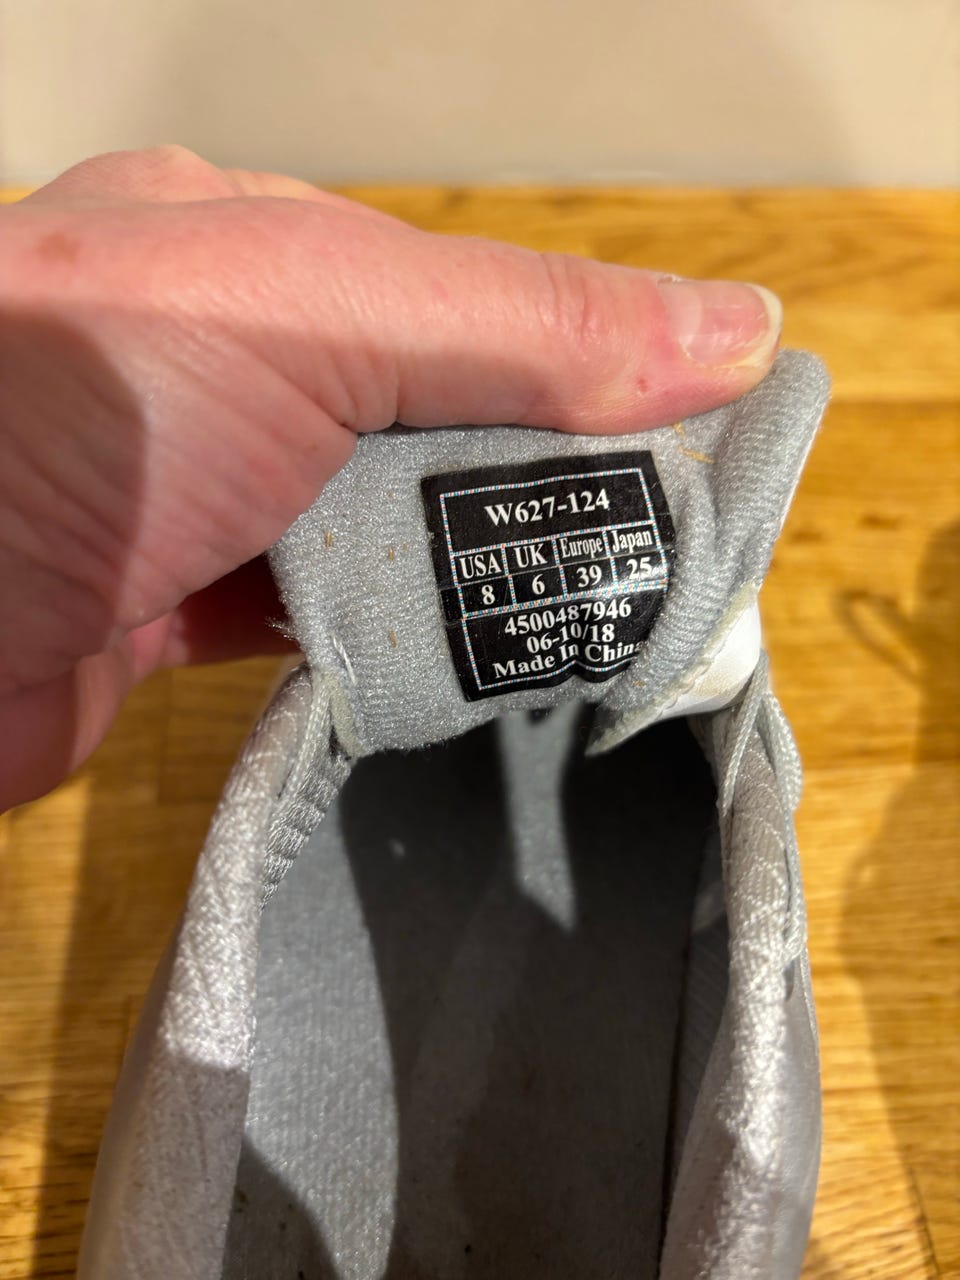 W627-124
USA UK Europe Japan
8 6 39 25
4500487946
06-10/18
Made In China